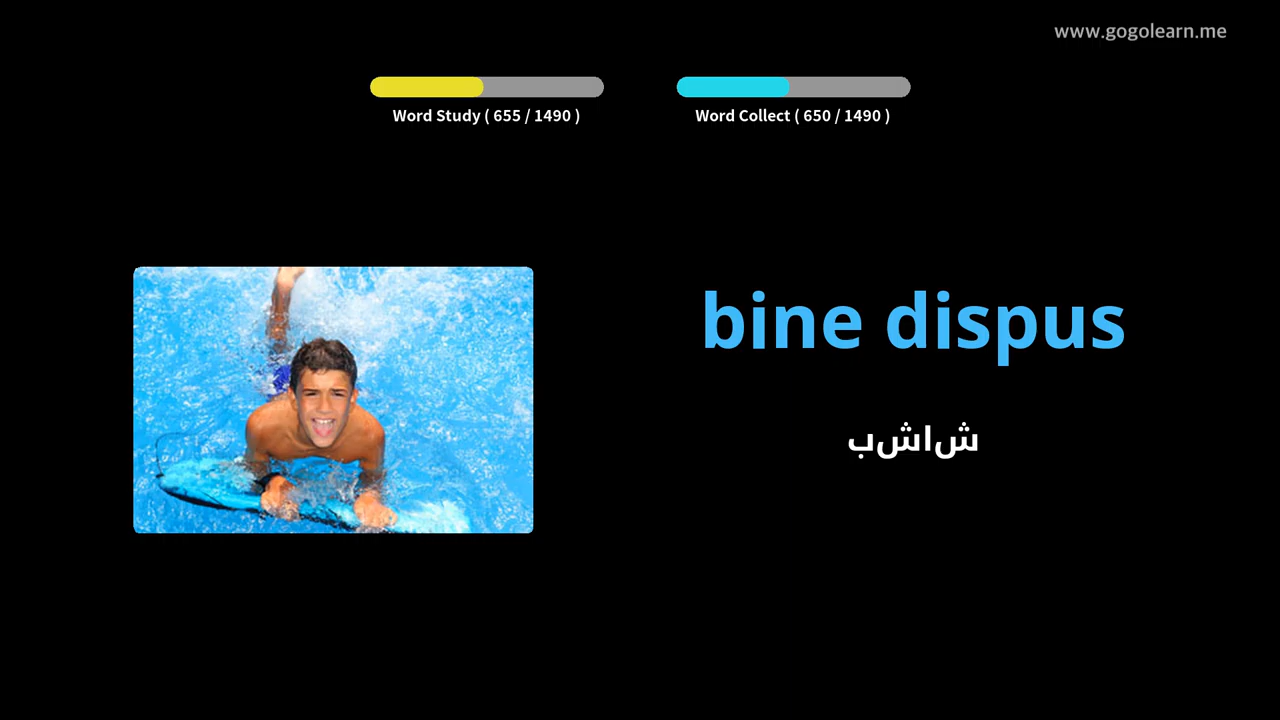 www.gogolearn.me
Word Study ( 655 / 1490 )
Word Collect ( 650 / 1490 )
bine dispus
شاشب